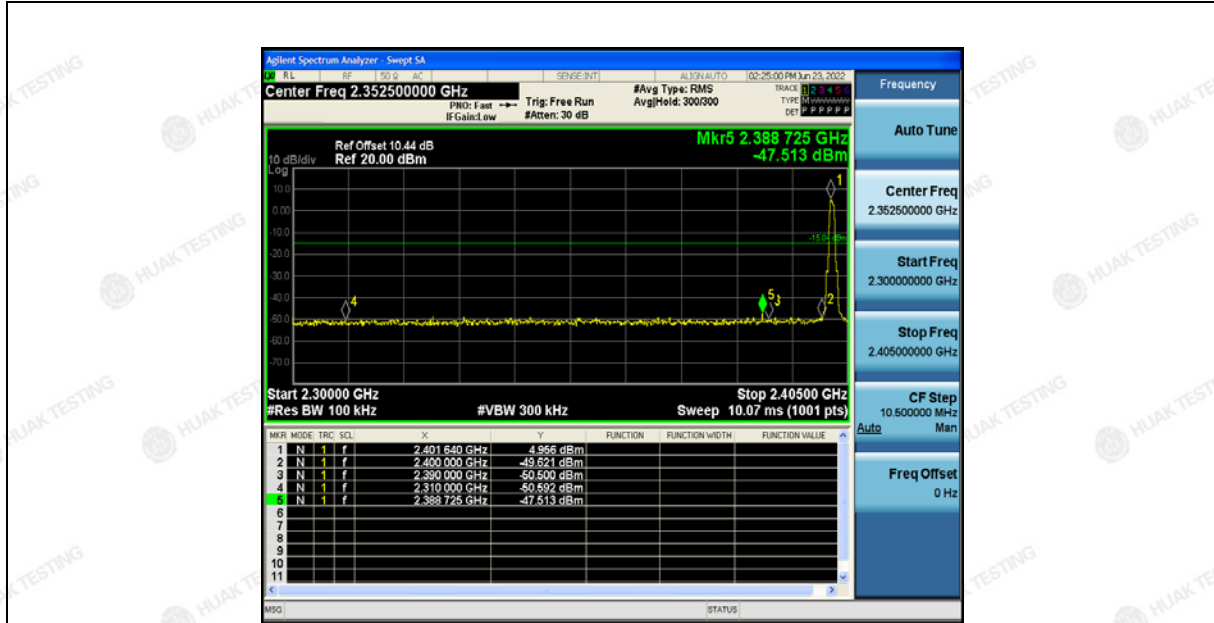 Agilent Spectrum Analyzer - Swept SA
RL RF 50 Ω AC SENSE:INT ALIGNAUTO 02:25:00 PM Jun 23, 2022
Center Freq 2.352500000 GHz
PNO: Fast
IFGain:Low
Trig: Free Run
#Atten: 30 dB
#Avg Type: RMS
Avg|Hold: 300/300
TRACE 1 2 3 4 5 6
TYPE M
DET P P P P P P
Mkr5 2.388 725 GHz
-47.513 dBm
Ref Offset 10.44 dB
Ref 20.00 dBm
10 dB/div
Log
10.0
0.00
-10.0
-20.0
-30.0
-40.0
-50.0
-60.0
-70.0
-15.04 dBm
1
2
3
4
5
Start 2.30000 GHz
Stop 2.40500 GHz
#Res BW 100 kHz
#VBW 300 kHz
Sweep 10.07 ms (1001 pts)
MKR MODE TRC SCL X Y FUNCTION FUNCTION WIDTH FUNCTION VALUE
1 N 1 f 2.401 640 GHz 4.956 dBm
2 N 1 f 2.400 000 GHz -49.621 dBm
3 N 1 f 2.390 000 GHz -50.500 dBm
4 N 1 f 2.310 000 GHz -50.592 dBm
5 N 1 f 2.388 725 GHz -47.513 dBm
6
7
8
9
10
11
MSG
STATUS
Frequency
Auto Tune
Center Freq
2.352500000 GHz
Start Freq
2.300000000 GHz
Stop Freq
2.405000000 GHz
CF Step
10.500000 MHz
Auto Man
Freq Offset
0 Hz
HUAK TESTING